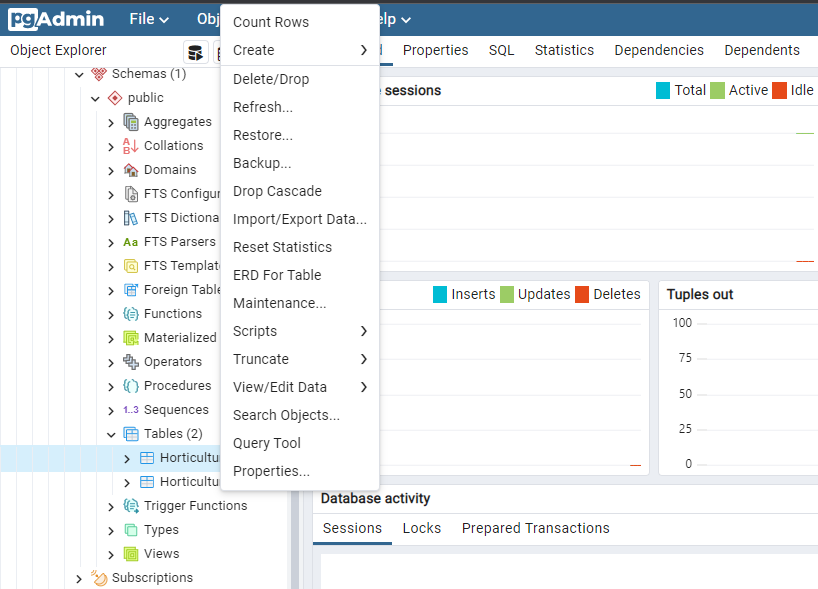 pgAdmin File Obj elp
Object Explorer
Properties SQL Statistics Dependencies Dependents
Schemas (1)
public
Aggregates
Collations
Domains
FTS Configur
FTS Dictiona
FTS Parsers
FTS Templat
Foreign Table
Functions
Materialized
Operators
Procedures
1..3 Sequences
Tables (2)
Horticultu
Horticultu
Trigger Functions
Types
Views
Subscriptions
Count Rows
Create
Delete/Drop
Refresh...
Restore...
Backup...
Drop Cascade
Import/Export Data...
Reset Statistics
ERD For Table
Maintenance...
Scripts
Truncate
View/Edit Data
Search Objects...
Query Tool
Properties...
sessions
Total Active Idle
Inserts Updates Deletes
Tuples out
100
75
50
25
0
Database activity
Sessions Locks Prepared Transactions